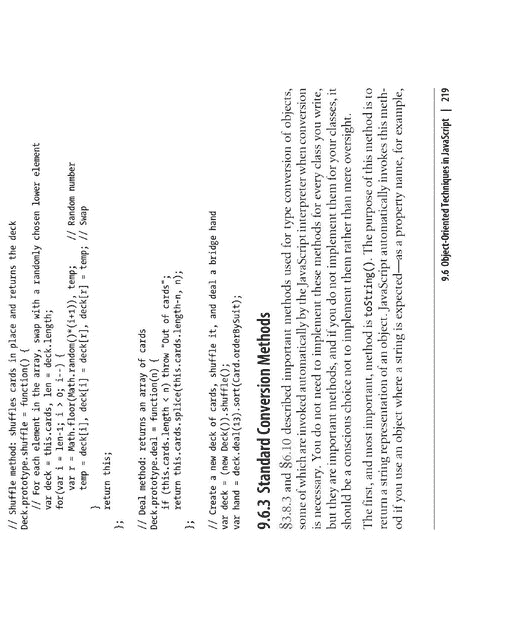 // Shuffle method: shuffles cards in place and returns the deck
Deck.prototype.shuffle = function() {
// For each element in the array, swap with a randomly chosen lower element
var deck = this.cards, len = deck.length;
for(var i = len-1; i > 0; i--) {
var r = Math.floor(Math.random()*(i+1)), temp; // Random number
temp = deck[i], deck[i] = deck[r], deck[r] = temp; // Swap
}
return this;
};
// Deal method: returns an array of cards
Deck.prototype.deal = function(n) {
if (this.cards.length < n) throw "Out of cards";
return this.cards.splice(this.cards.length-n, n);
};
// Create a new deck of cards, shuffle it, and deal a bridge hand
var deck = (new Deck()).shuffle();
var hand = deck.deal(13).sort(Card.orderBySuit);
9.6.3 Standard Conversion Methods
§3.8.3 and §6.10 described important methods used for type conversion of objects,
some of which are invoked automatically by the JavaScript interpreter when conversion
is necessary. You do not need to implement these methods for every class you write,
but they are important methods, and if you do not implement them for your classes, it
should be a conscious choice not to implement them rather than mere oversight.
The first, and most important, method is toString(). The purpose of this method is to
return a string representation of an object. JavaScript automatically invokes this meth-
od if you use an object where a string is expected—as a property name, for example,
9.6 Object-Oriented Techniques in JavaScript | 219